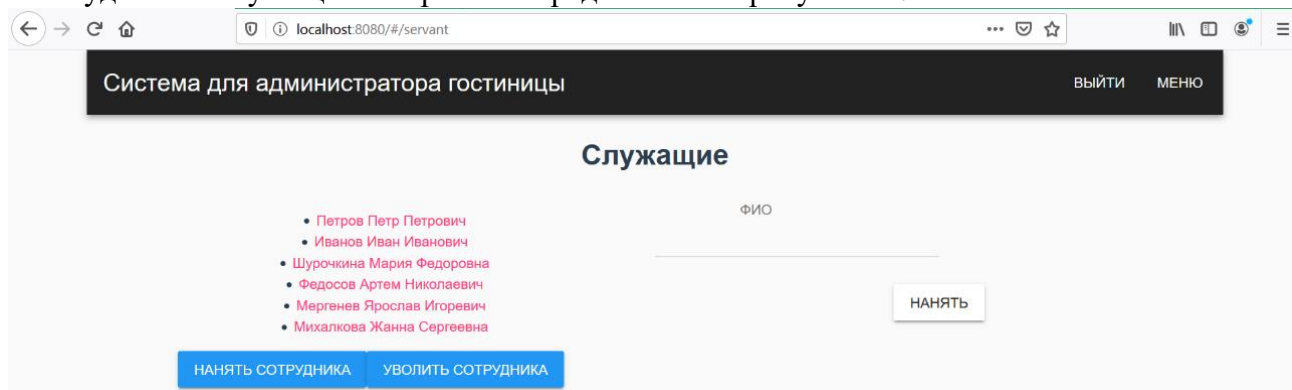 localhost:8080/#/servant
Система для администратора гостиницы
ВЫЙТИ МЕНЮ
Служащие
ФИО
• Петров Петр Петрович
• Иванов Иван Иванович
• Шурочкина Мария Федоровна
• Федосов Артем Николаевич
• Мергенев Ярослав Игоревич
• Михалкова Жанна Сергеевна
НАНЯТЬ
НАНЯТЬ СОТРУДНИКА УВОЛИТЬ СОТРУДНИКА